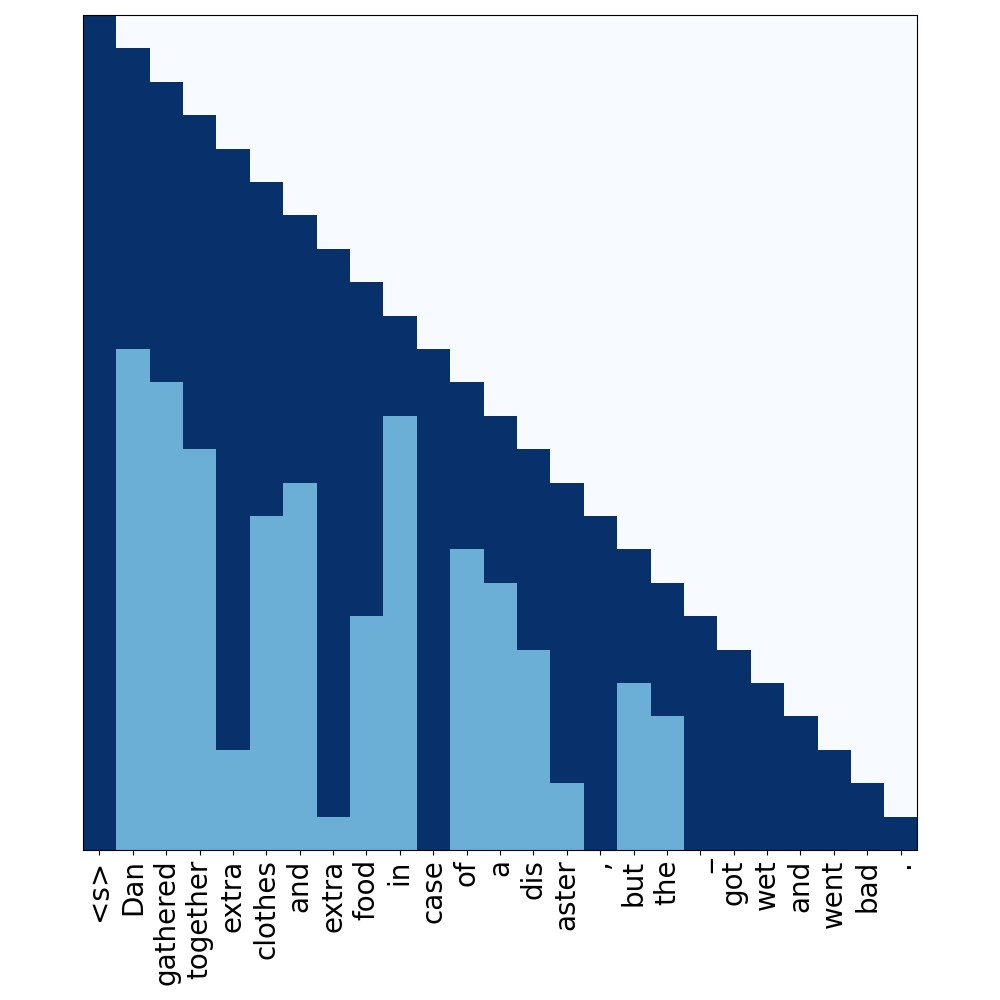 <s> Dan gathered together extra clothes and extra food in case of a dis aster , but the _ got wet and went bad .